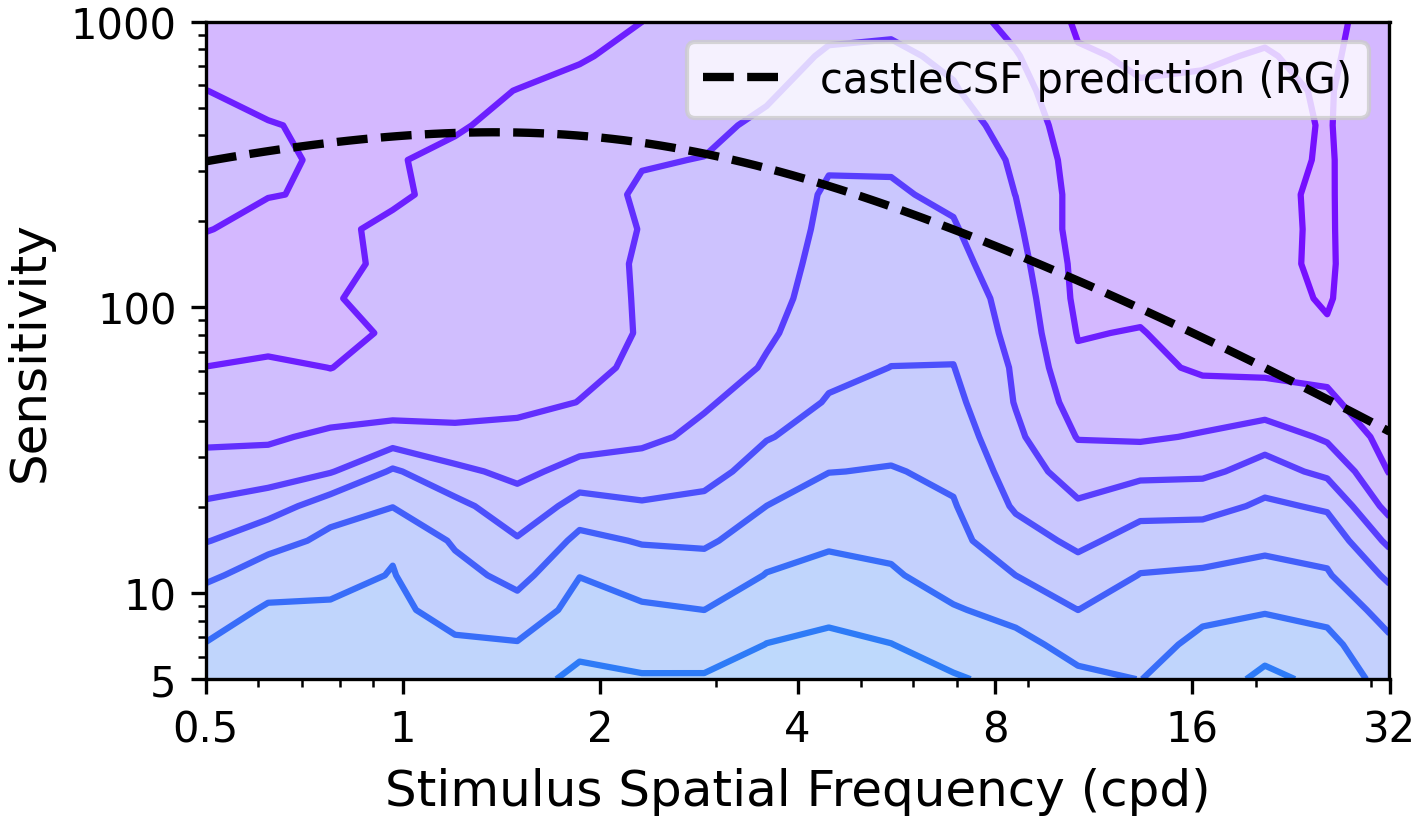 1000
castleCSF prediction (RG)
Sensitivity
100
10
5
0.5 1 2 4 8 16 32
Stimulus Spatial Frequency (cpd)